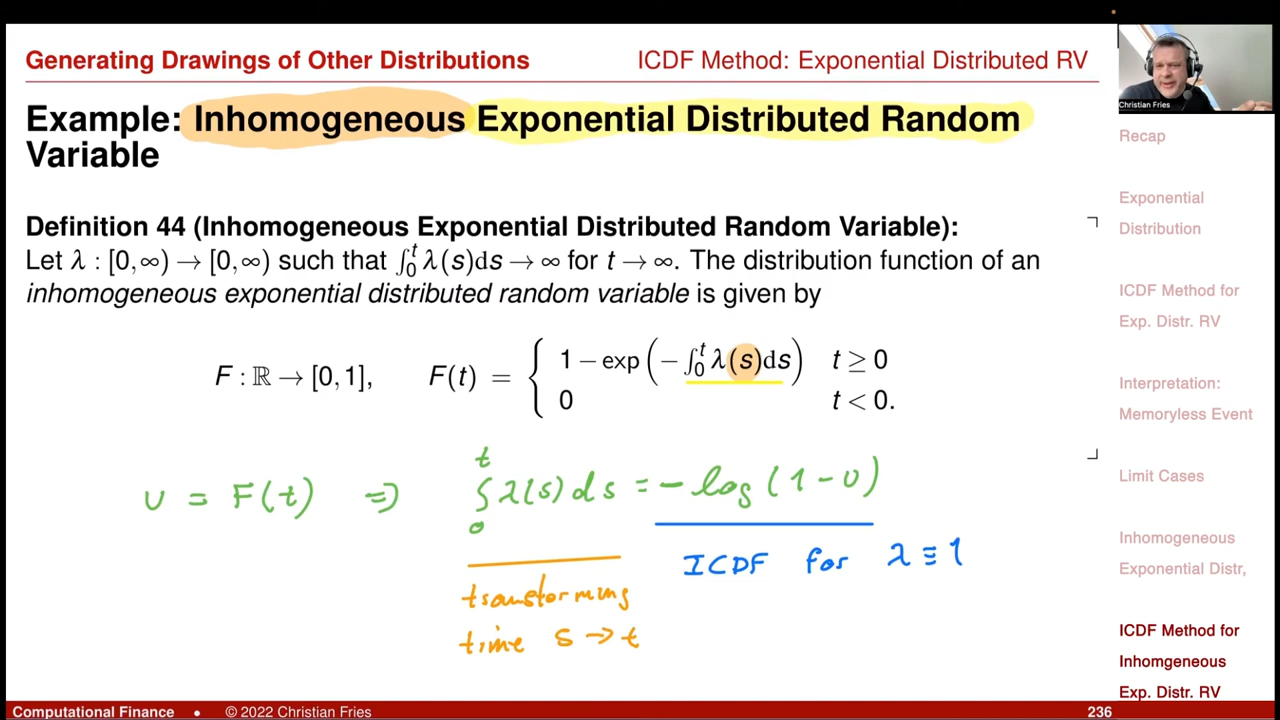 Generating Drawings of Other Distributions
ICDF Method: Exponential Distributed RV
Example: Inhomogeneous Exponential Distributed Random
Variable
Definition 44 (Inhomogeneous Exponential Distributed Random Variable):
Let λ : [0,∞) → [0,∞) such that ∫₀ᵗ λ(s)ds → ∞ for t → ∞. The distribution function of an
inhomogeneous exponential distributed random variable is given by
F : ℝ → [0,1], F(t) = { 1 − exp(− ∫₀ᵗ λ(s)ds) t ≥ 0
0 t < 0.
u = F(t) ⇒ ∫₀ᵗ λ(s)ds = −log(1−u)
ICDF for λ ≡ 1
transforming
time s → t
Christian Fries
Recap
Exponential
Distribution
ICDF Method for
Exp. Distr. RV
Interpretation:
Memoryless Event
Limit Cases
Inhomogeneous
Exponential Distr,
ICDF Method for
Inhomgeneous
Exp. Distr. RV
Computational Finance • © 2022 Christian Fries
236